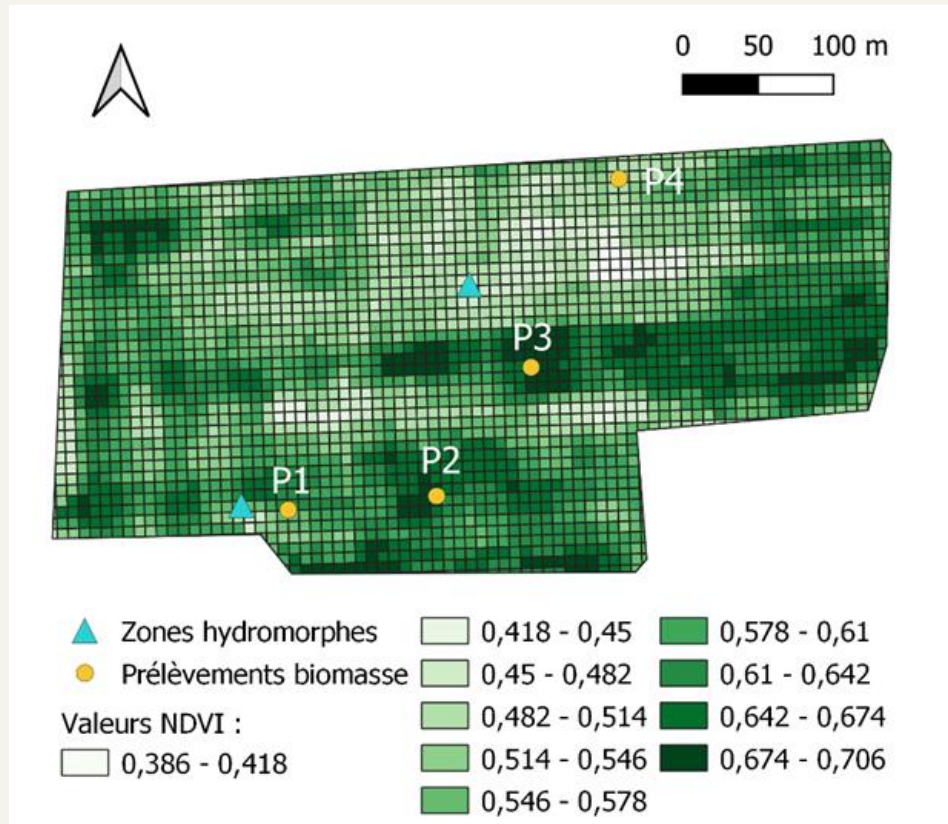 0 50 100 m
P4
P3
P2
P1
Zones hydromorphes
Prélèvements biomasse
Valeurs NDVI :
0,386 - 0,418
0,418 - 0,45
0,45 - 0,482
0,482 - 0,514
0,514 - 0,546
0,546 - 0,578
0,578 - 0,61
0,61 - 0,642
0,642 - 0,674
0,674 - 0,706